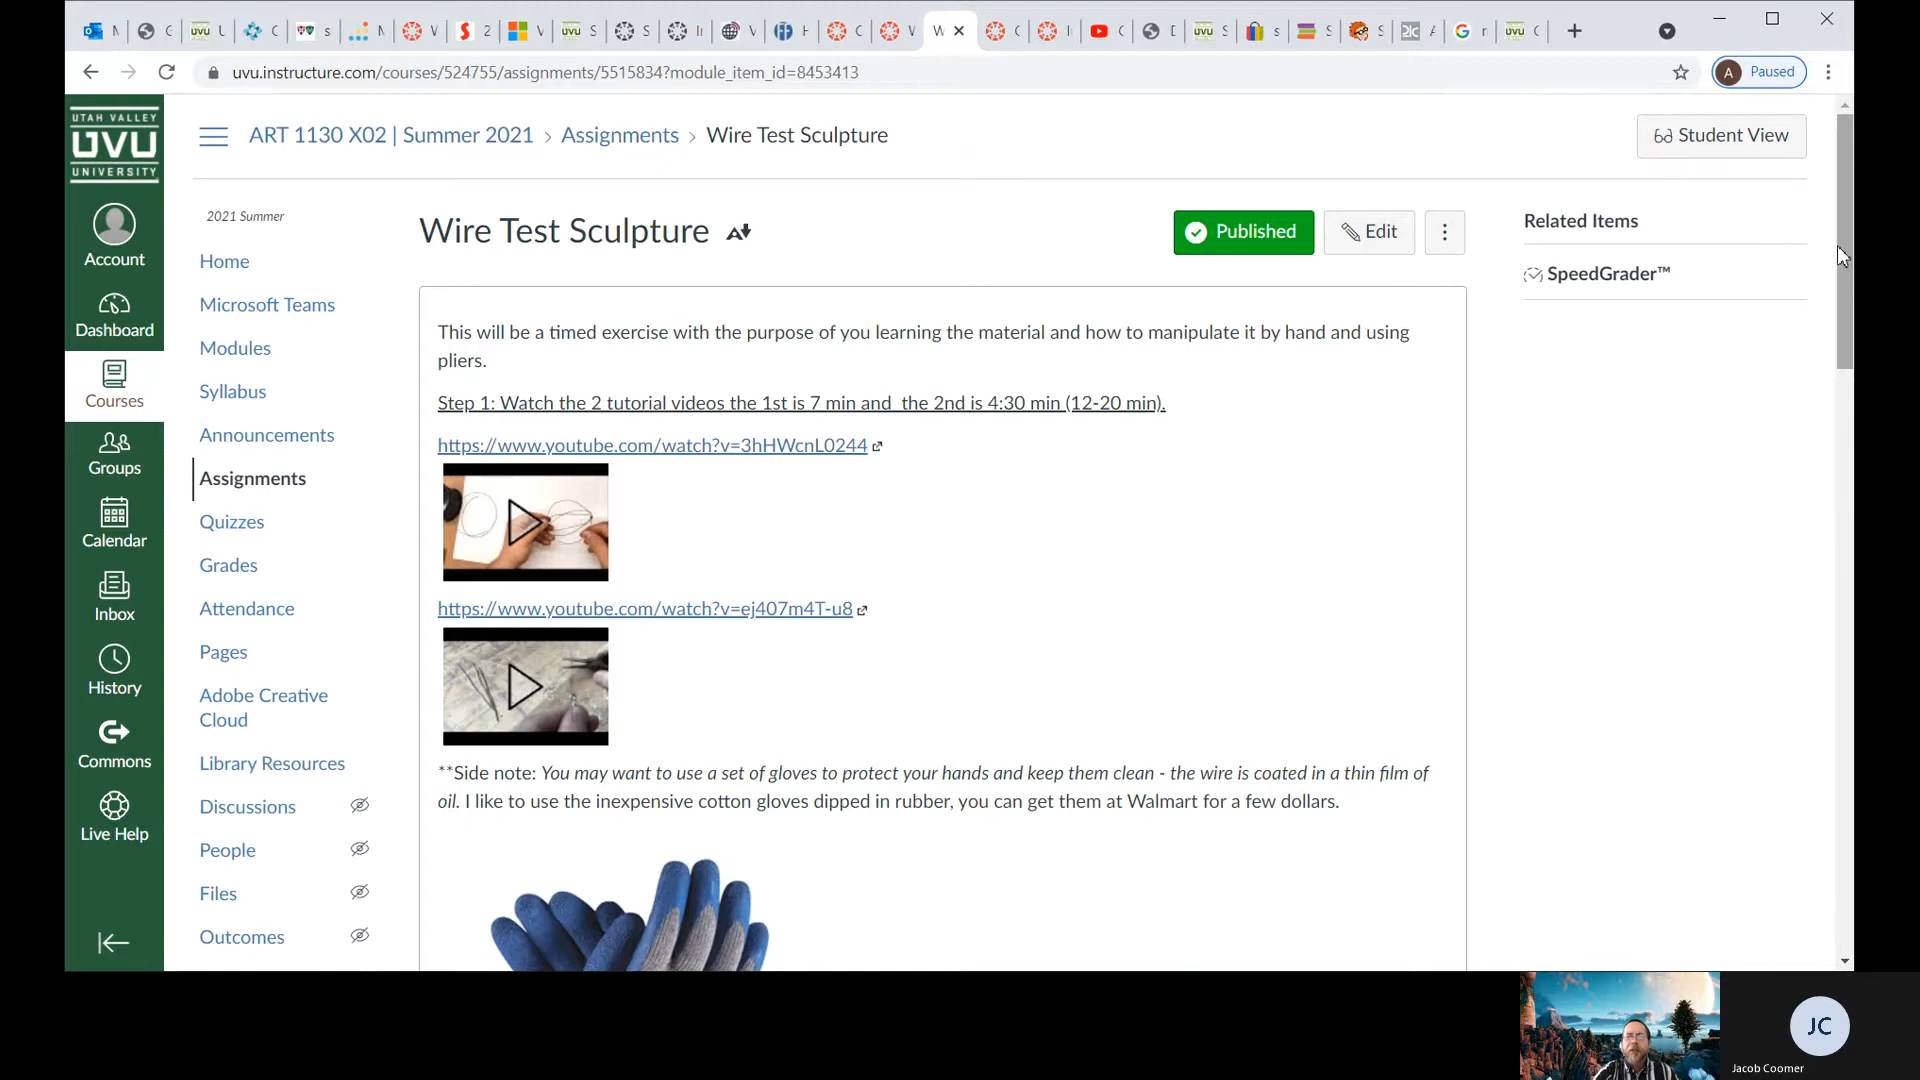 uvu.instructure.com/courses/524755/assignments/5515834?module_item_id=8453413
A Paused
UTAH VALLEY
UVU
UNIVERSITY
Account
Dashboard
Courses
Groups
Calendar
Inbox
History
Commons
Live Help
ART 1130 X02 | Summer 2021 › Assignments › Wire Test Sculpture
Student View
2021 Summer
Home
Microsoft Teams
Modules
Syllabus
Announcements
Assignments
Quizzes
Grades
Attendance
Pages
Adobe Creative
Cloud
Library Resources
Discussions
People
Files
Outcomes
Wire Test Sculpture
Published
Edit
Related Items
SpeedGrader™
This will be a timed exercise with the purpose of you learning the material and how to manipulate it by hand and using
pliers.
Step 1: Watch the 2 tutorial videos the 1st is 7 min and  the 2nd is 4:30 min (12-20 min).
https://www.youtube.com/watch?v=3hHWcnL0244
https://www.youtube.com/watch?v=ej407m4T-u8
**Side note: You may want to use a set of gloves to protect your hands and keep them clean - the wire is coated in a thin film of
oil. I like to use the inexpensive cotton gloves dipped in rubber, you can get them at Walmart for a few dollars.
JC
Jacob Coomer